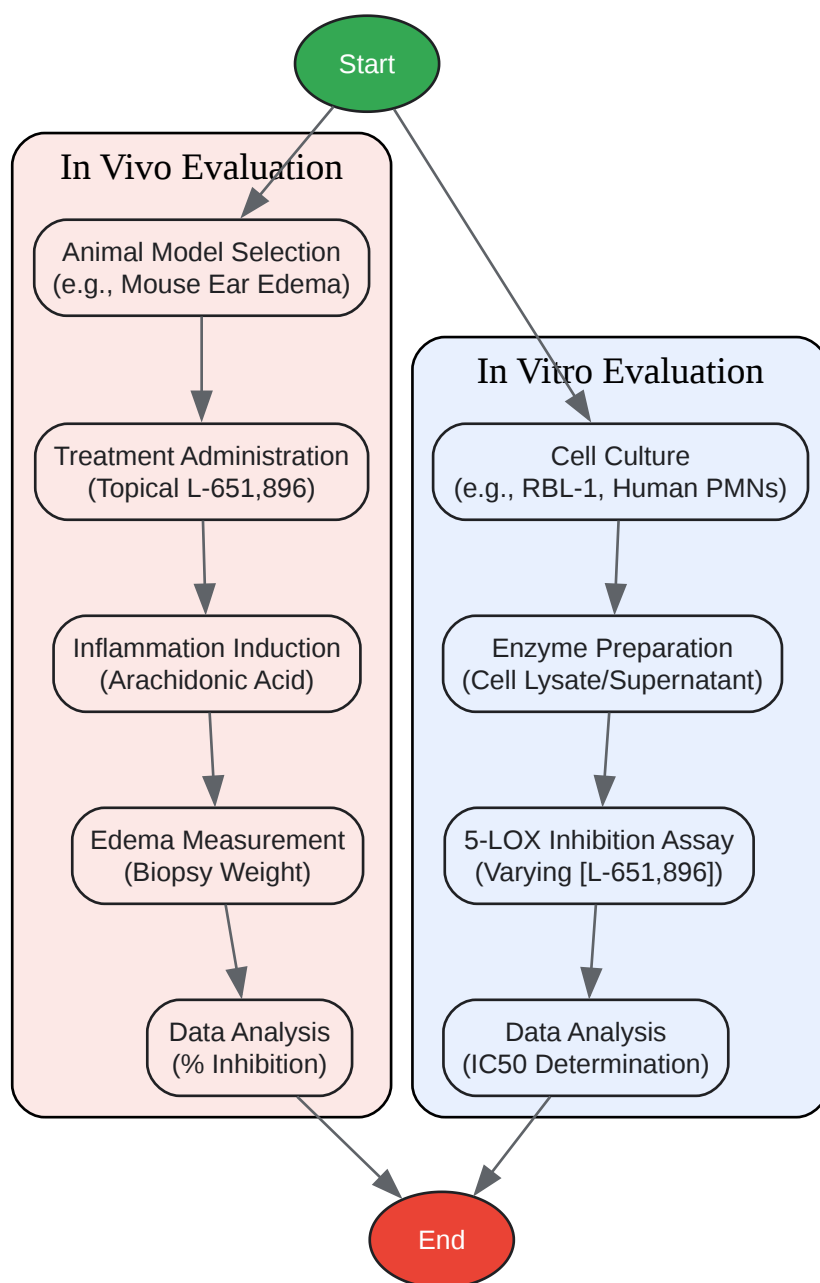 Start
In Vivo Evaluation
Animal Model Selection
(e.g., Mouse Ear Edema)
Treatment Administration
(Topical L-651,896)
Inflammation Induction
(Arachidonic Acid)
Edema Measurement
(Biopsy Weight)
Data Analysis
(% Inhibition)
In Vitro Evaluation
Cell Culture
(e.g., RBL-1, Human PMNs)
Enzyme Preparation
(Cell Lysate/Supernatant)
5-LOX Inhibition Assay
(Varying [L-651,896])
Data Analysis
(IC50 Determination)
End